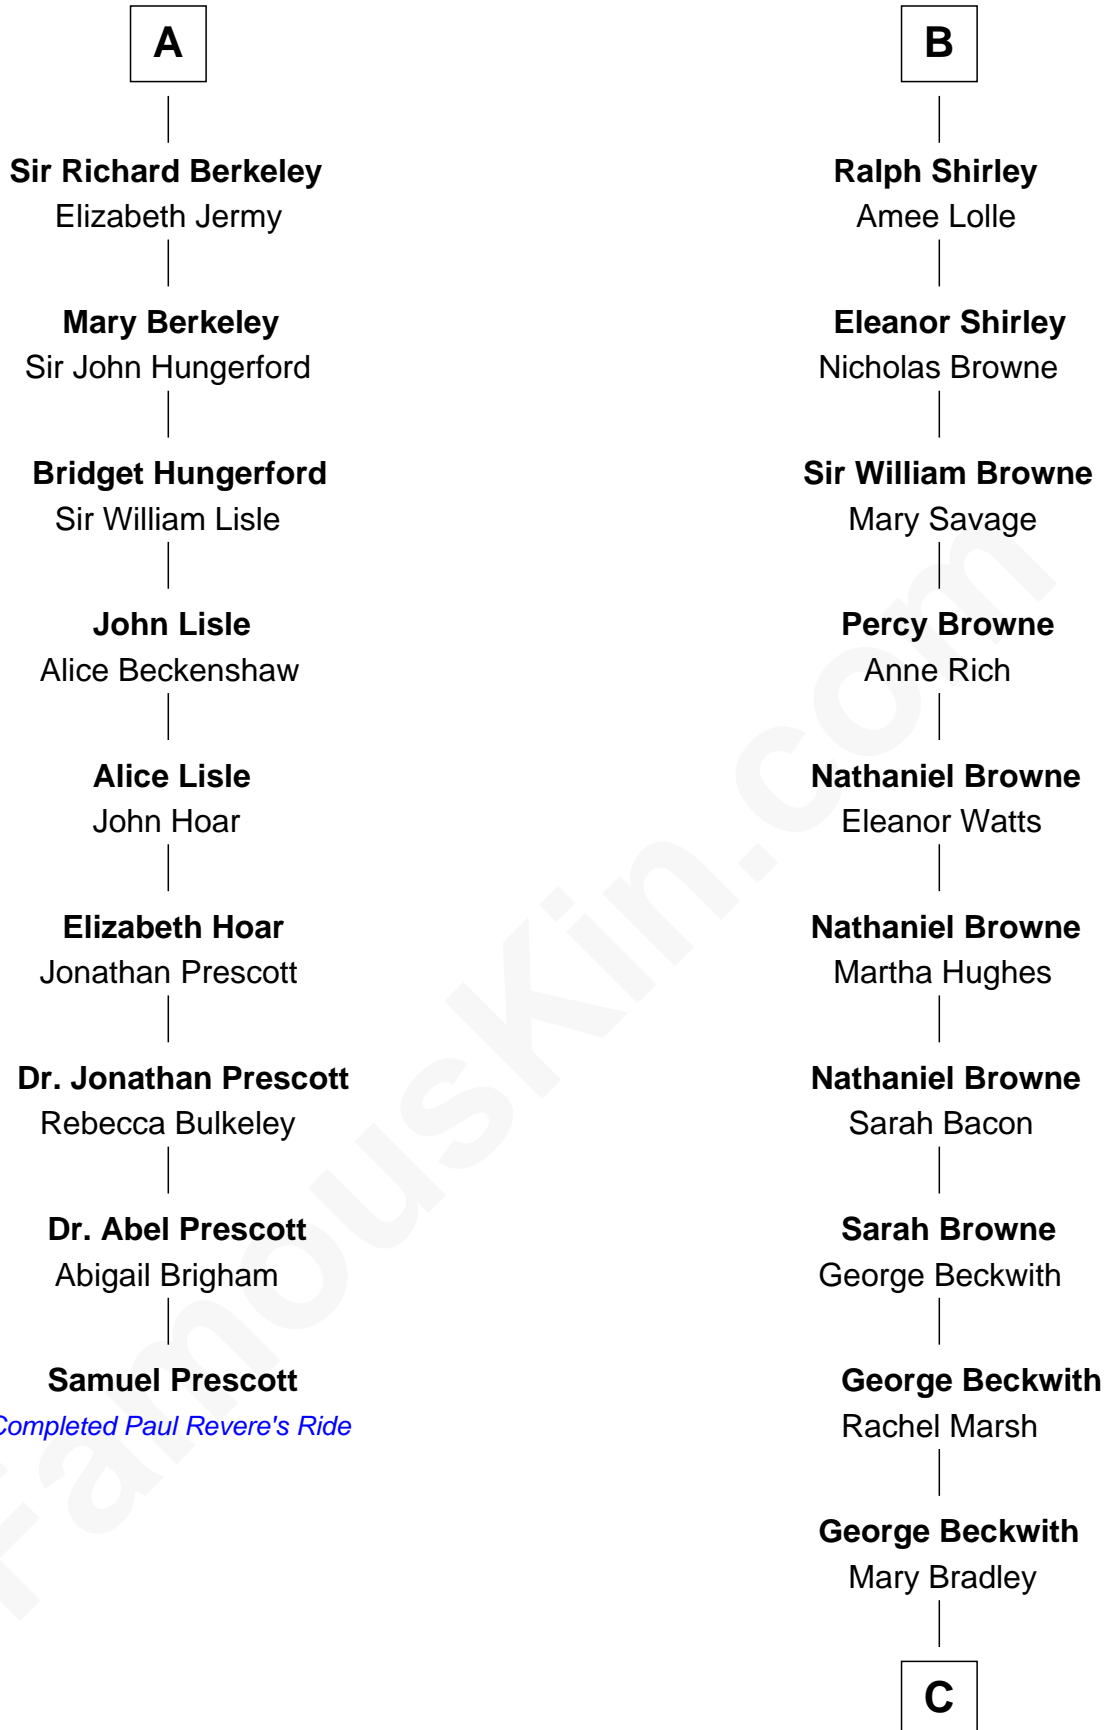 A
Sir Richard Berkeley
Elizabeth Jermy
Mary Berkeley
Sir John Hungerford
Bridget Hungerford
Sir William Lisle
John Lisle
Alice Beckenshaw
Alice Lisle
John Hoar
Elizabeth Hoar
Jonathan Prescott
Dr. Jonathan Prescott
Rebecca Bulkeley
Dr. Abel Prescott
Abigail Brigham
Samuel Prescott
Completed Paul Revere's Ride
B
Ralph Shirley
Amee Lolle
Eleanor Shirley
Nicholas Browne
Sir William Browne
Mary Savage
Percy Browne
Anne Rich
Nathaniel Browne
Eleanor Watts
Nathaniel Browne
Martha Hughes
Nathaniel Browne
Sarah Bacon
Sarah Browne
George Beckwith
George Beckwith
Rachel Marsh
George Beckwith
Mary Bradley
C
FamousKin.com